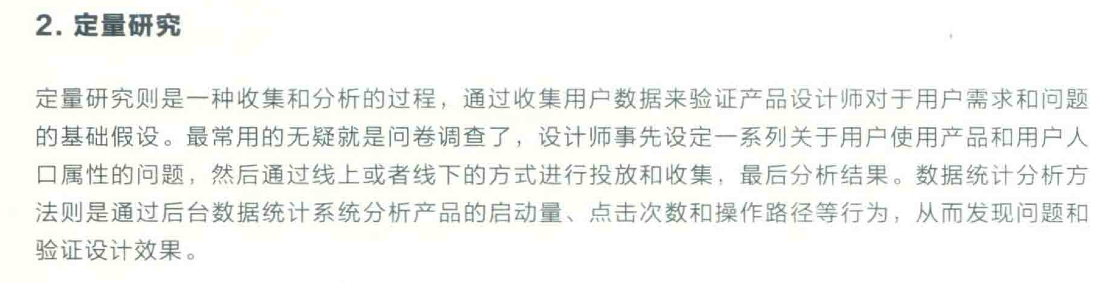 2. 定量研究
定量研究则是一种收集和分析的过程，通过收集用户数据来验证产品设计师对于用户需求和问题
的基础假设。最常用的无疑就是问卷调查了，设计师事先设定一系列关于用户使用产品和用户人
口属性的问题，然后通过线上或者线下的方式进行投放和收集，最后分析结果。数据统计分析方
法则是通过后台数据统计系统分析产品的启动量、点击次数和操作路径等行为，从而发现问题和
验证设计效果。